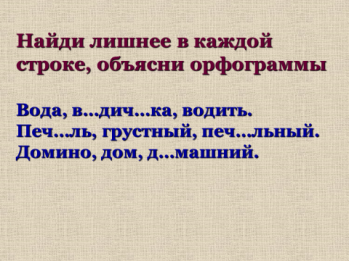 Найди лишнее в каждой
строке, объясни орфограммы
Вода, в...дич...ка, водить.
Печ...ль, грустный, печ...льный.
Домино, дом, д...машний.